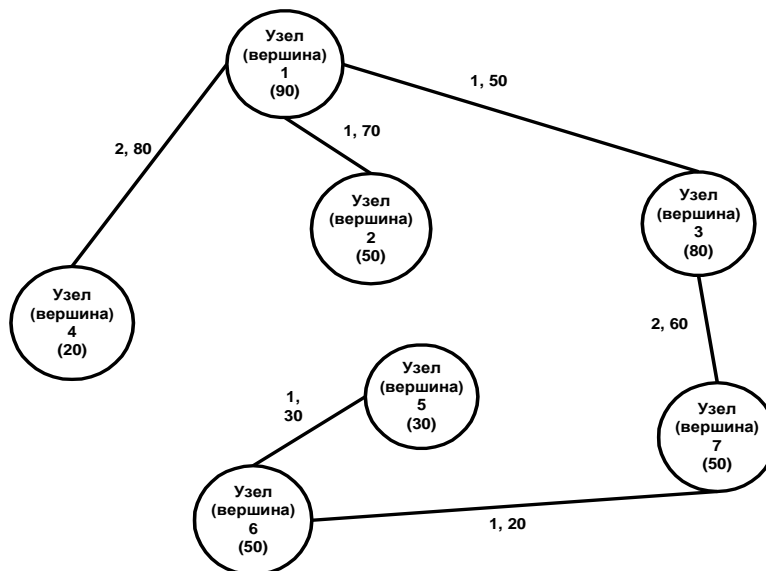 Узел
(вершина)
1
(90)
1, 50
1, 70
2, 80
Узел
(вершина)
2
(50)
Узел
(вершина)
3
(80)
Узел
(вершина)
4
(20)
2, 60
Узел
(вершина)
5
(30)
1,
30
Узел
(вершина)
7
(50)
Узел
(вершина)
6
(50)
1, 20